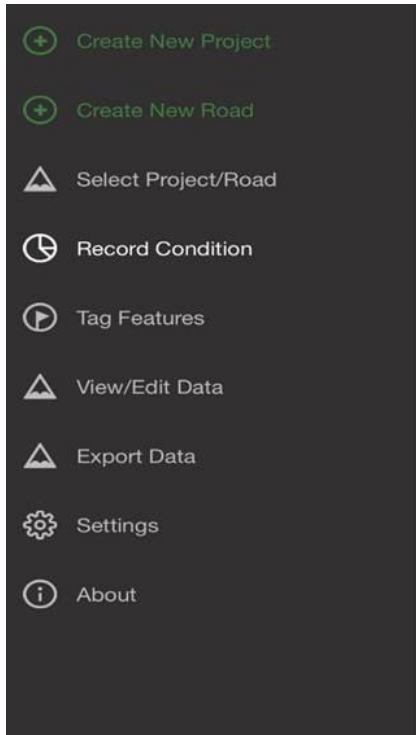 Create New Project
Create New Road
Select Project/Road
Record Condition
Tag Features
View/Edit Data
Export Data
Settings
About